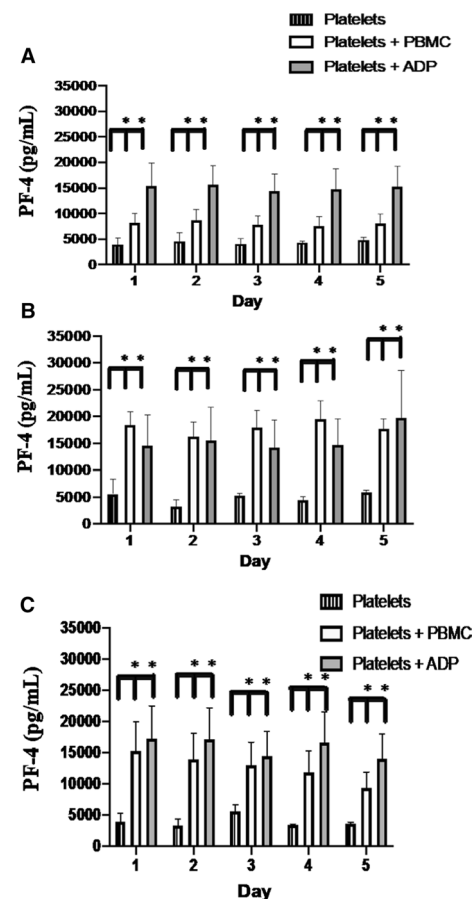 Platelets
Platelets + PBMC
Platelets + ADP
A
35000
30000
25000
20000
15000
10000
5000
0
PF-4 (pg/mL)
* * * * * * * * * *
1 2 3 4 5
Day
B
35000
30000
25000
20000
15000
10000
5000
0
PF-4 (pg/mL)
* * * * * * * * * *
1 2 3 4 5
Day
C
Platelets
Platelets + PBMC
Platelets + ADP
35000
30000
25000
20000
15000
10000
5000
0
PF-4 (pg/mL)
* * * * * * * * * *
1 2 3 4 5
Day